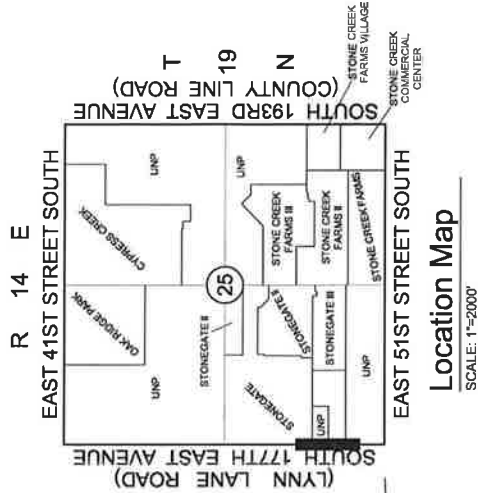 R 14 E
EAST 41ST STREET SOUTH
OAK RIDGE PARK
CYPRESS CREEK
UNP
UNP
STONEGATE II
25
UNP
STONEGATE
STONEGATE II
STONE CREEK
FARMS III
UNP
STONEGATE III
STONE CREEK
FARMS II
UNP
STONE CREEK FARMS
SOUTH 177TH EAST AVENUE
(LYNN LANE ROAD)
SOUTH 193RD EAST AVENUE
(COUNTY LINE ROAD)
T 19 N
STONE CREEK
FARMS VILLAGE
STONE CREEK
COMMERCIAL
CENTER
EAST 51ST STREET SOUTH
Location Map
SCALE: 1"=2000'